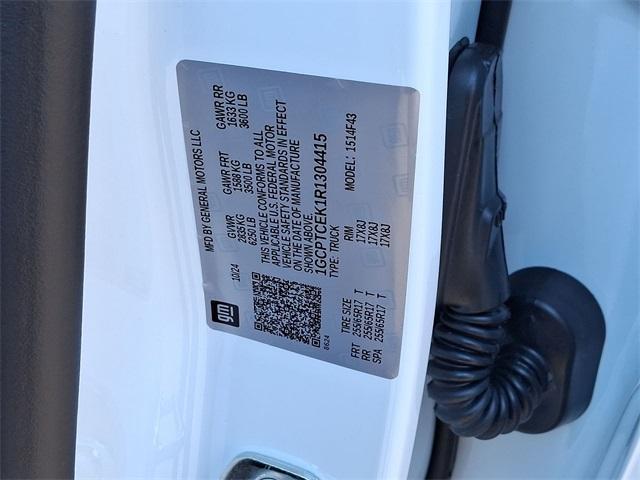 gm
MFD BY GENERAL MOTORS LLC
10/24 GVWR GAWR FRT GAWR RR
2835 KG 1588 KG 1633 KG
6250 LB 3500 LB 3600 LB
THIS VEHICLE CONFORMS TO ALL
APPLICABLE U.S. FEDERAL MOTOR
VEHICLE SAFETY STANDARDS IN EFFECT
ON THE DATE OF MANUFACTURE
SHOWN ABOVE.
1GCPTCEK1R1304415
TYPE: TRUCK MODEL: 1514F43
8624
TIRE SIZE RIM
FRT 255/65R17 T 17X8J
RR 255/65R17 T 17X8J
SPA 255/65R17 T 17X8J